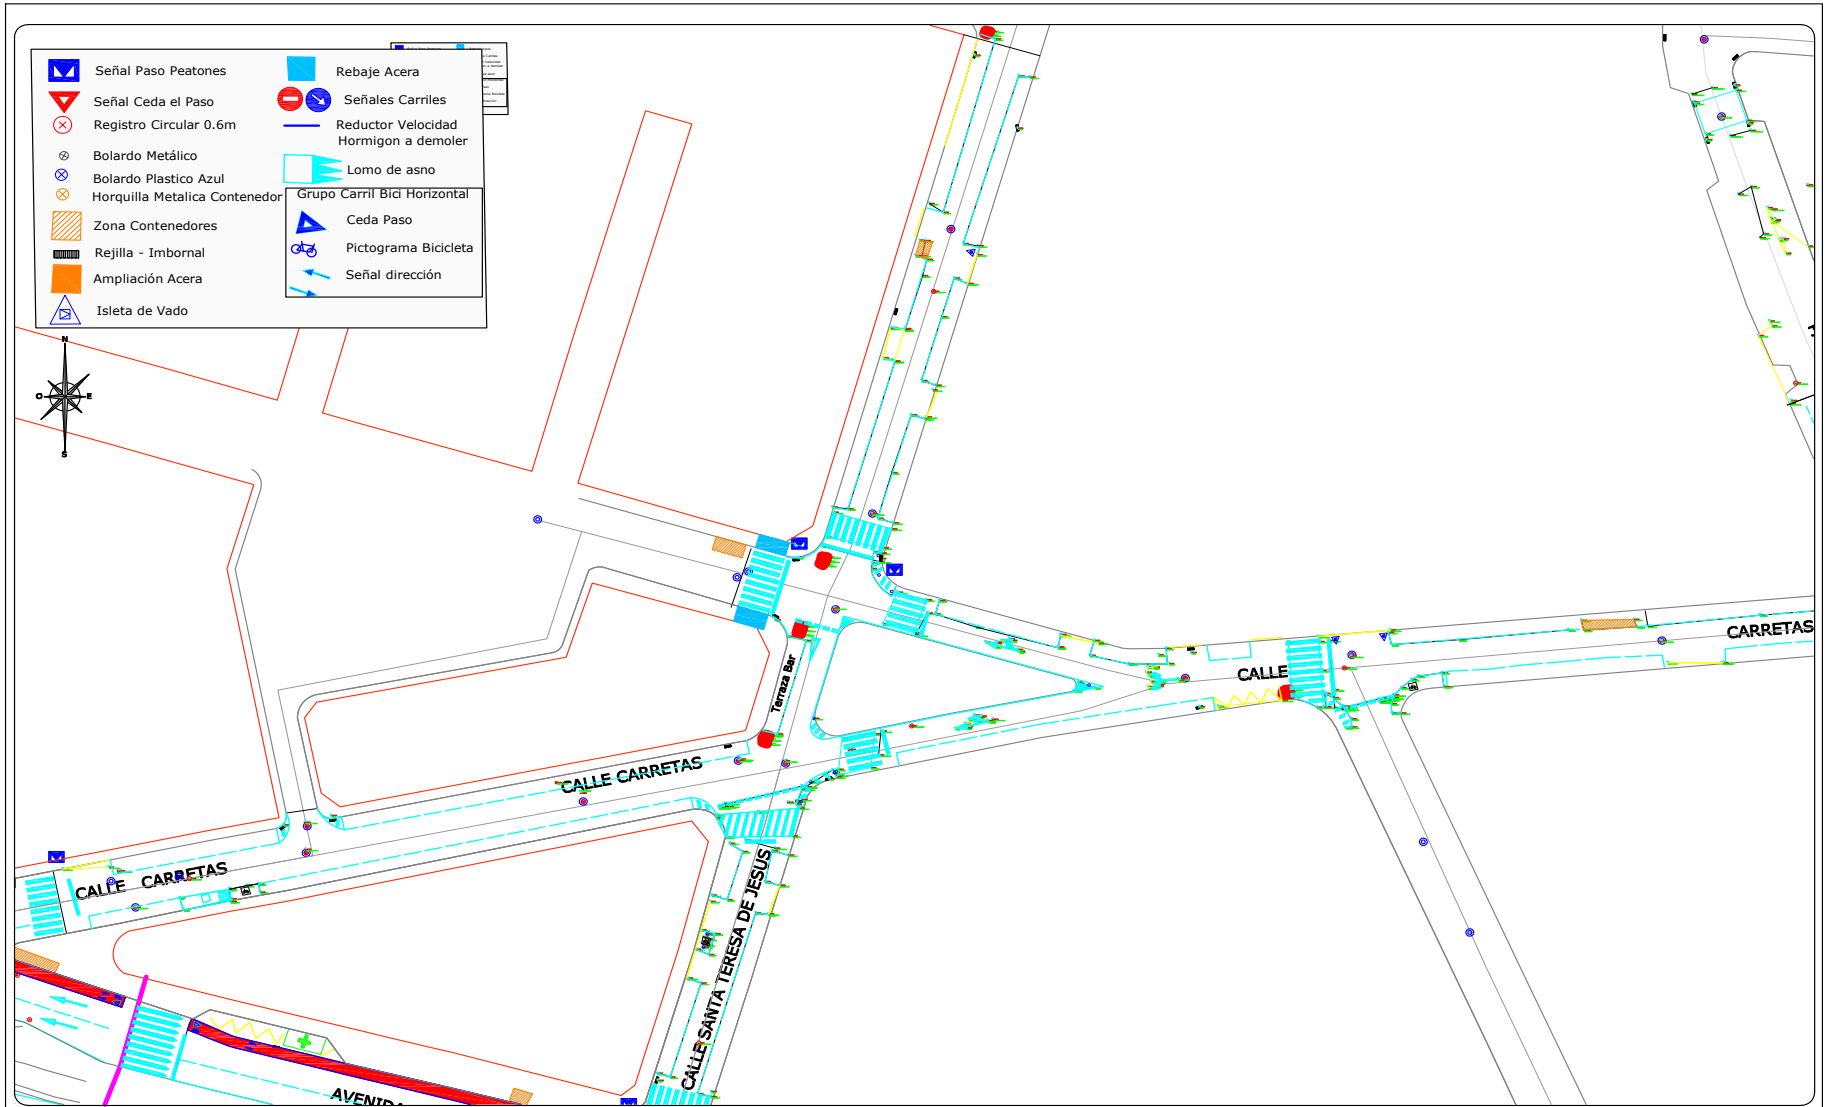 Señal Paso Peatones
Señal Ceda el Paso
Registro Circular 0.6m
Bolardo Metálico
Bolardo Plastico Azul
Horquilla Metalica Contenedor
Zona Contenedores
Rejilla - Imbornal
Ampliación Acera
Isleta de Vado
Rebaje Acera
Señales Carriles
Reductor Velocidad
Hormigon a demoler
Lomo de asno
Grupo Carril Bici Horizontal
Ceda Paso
Pictograma Bicicleta
Señal dirección
N
O
E
S
Terraza Bar
CALLE
CARRETAS
CALLE CARRETAS
CALLE CARRETAS
CALLE SANTA TERESA DE JESUS